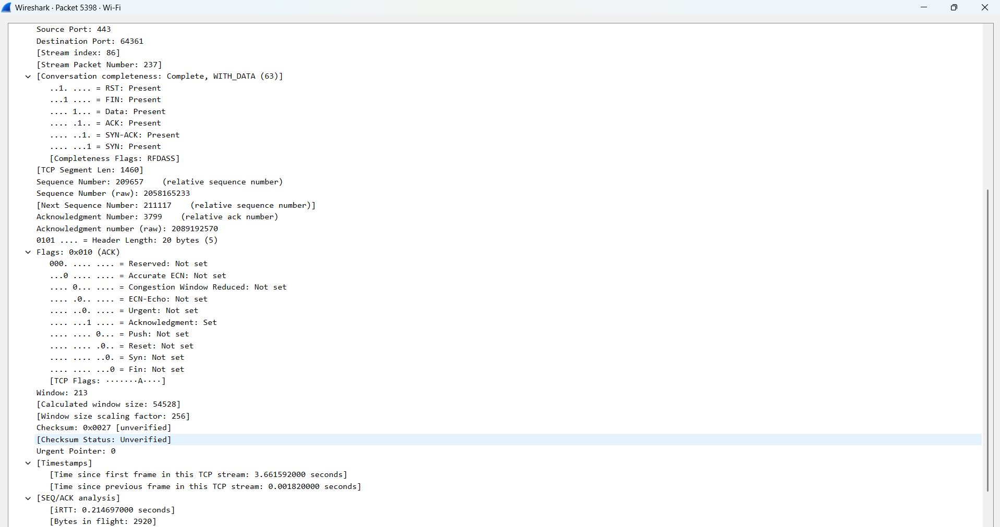 Wireshark · Packet 5398 · Wi-Fi
Source Port: 443
Destination Port: 64361
[Stream index: 86]
[Stream Packet Number: 237]
[Conversation completeness: Complete, WITH_DATA (63)]
..1. .... = RST: Present
...1 .... = FIN: Present
.... 1... = Data: Present
.... .1.. = ACK: Present
.... ..1. = SYN-ACK: Present
.... ...1 = SYN: Present
[Completeness Flags: RFDASS]
[TCP Segment Len: 1460]
Sequence Number: 209657    (relative sequence number)
Sequence Number (raw): 2058165233
[Next Sequence Number: 211117    (relative sequence number)]
Acknowledgment Number: 3799    (relative ack number)
Acknowledgment number (raw): 2089192570
0101 .... = Header Length: 20 bytes (5)
Flags: 0x010 (ACK)
000. .... .... = Reserved: Not set
...0 .... .... = Accurate ECN: Not set
.... 0... .... = Congestion Window Reduced: Not set
.... .0.. .... = ECN-Echo: Not set
.... ..0. .... = Urgent: Not set
.... ...1 .... = Acknowledgment: Set
.... .... 0... = Push: Not set
.... .... .0.. = Reset: Not set
.... .... ..0. = Syn: Not set
.... .... ...0 = Fin: Not set
[TCP Flags: ·······A····]
Window: 213
[Calculated window size: 54528]
[Window size scaling factor: 256]
Checksum: 0x0027 [unverified]
[Checksum Status: Unverified]
Urgent Pointer: 0
[Timestamps]
[Time since first frame in this TCP stream: 3.661592000 seconds]
[Time since previous frame in this TCP stream: 0.001820000 seconds]
[SEQ/ACK analysis]
[iRTT: 0.214697000 seconds]
[Bytes in flight: 2920]